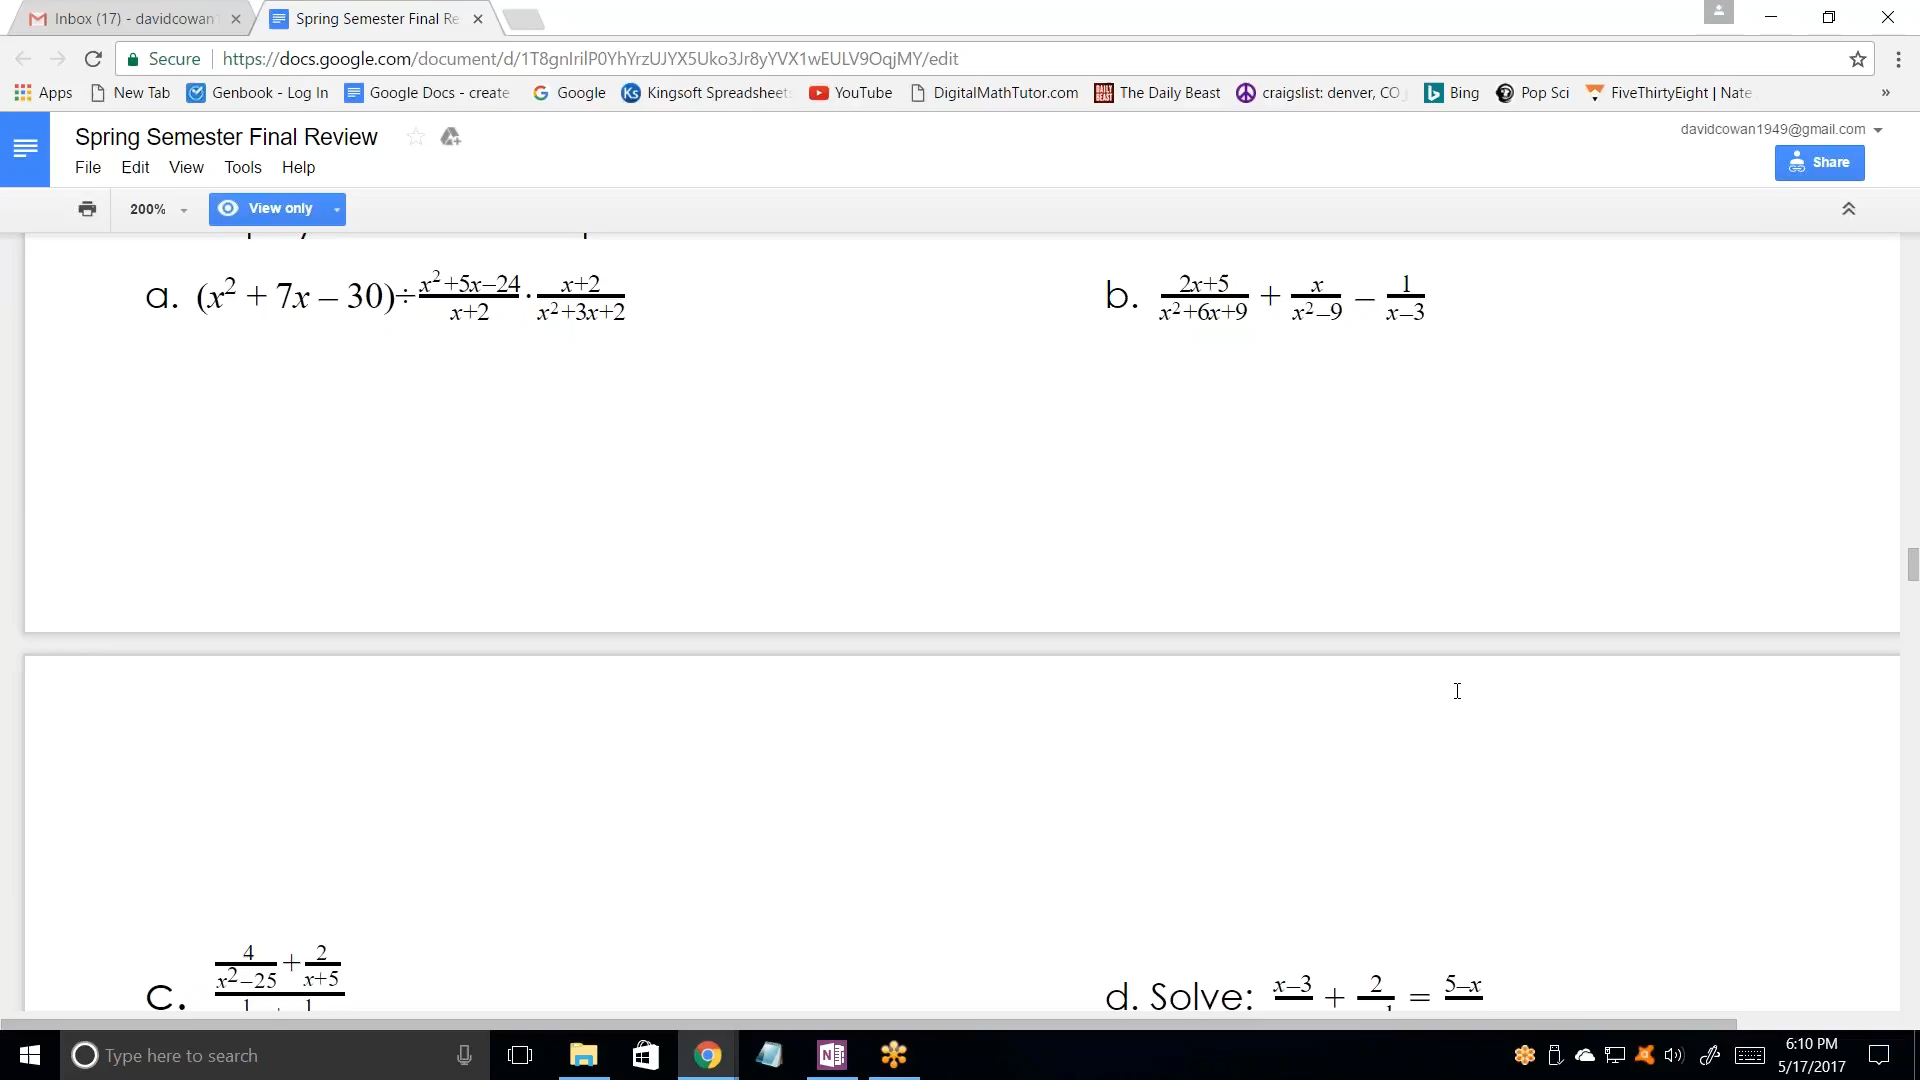 Inbox (17) - davidcowan
Spring Semester Final Re
Secure https://docs.google.com/document/d/1T8gnIrilP0YhYrzUJYX5Uko3Jr8yYVX1wEULV9OqjMY/edit
Apps New Tab Genbook - Log In Google Docs - create Google Kingsoft Spreadsheets YouTube DigitalMathTutor.com The Daily Beast craigslist: denver, CO Bing Pop Sci FiveThirtyEight | Nate »
Spring Semester Final Review
davidcowan1949@gmail.com
File Edit View Tools Help
Share
200% View only
a. (x² + 7x – 30)÷(x²+5x–24)/(x+2)·(x+2)/(x²+3x+2)
b. (2x+5)/(x²+6x+9) + x/(x²–9) – 1/(x–3)
c. 4/(x²–25) + 2/(x+5)
d. Solve: x–3 + 2 = 5–x
Type here to search
6:10 PM
5/17/2017